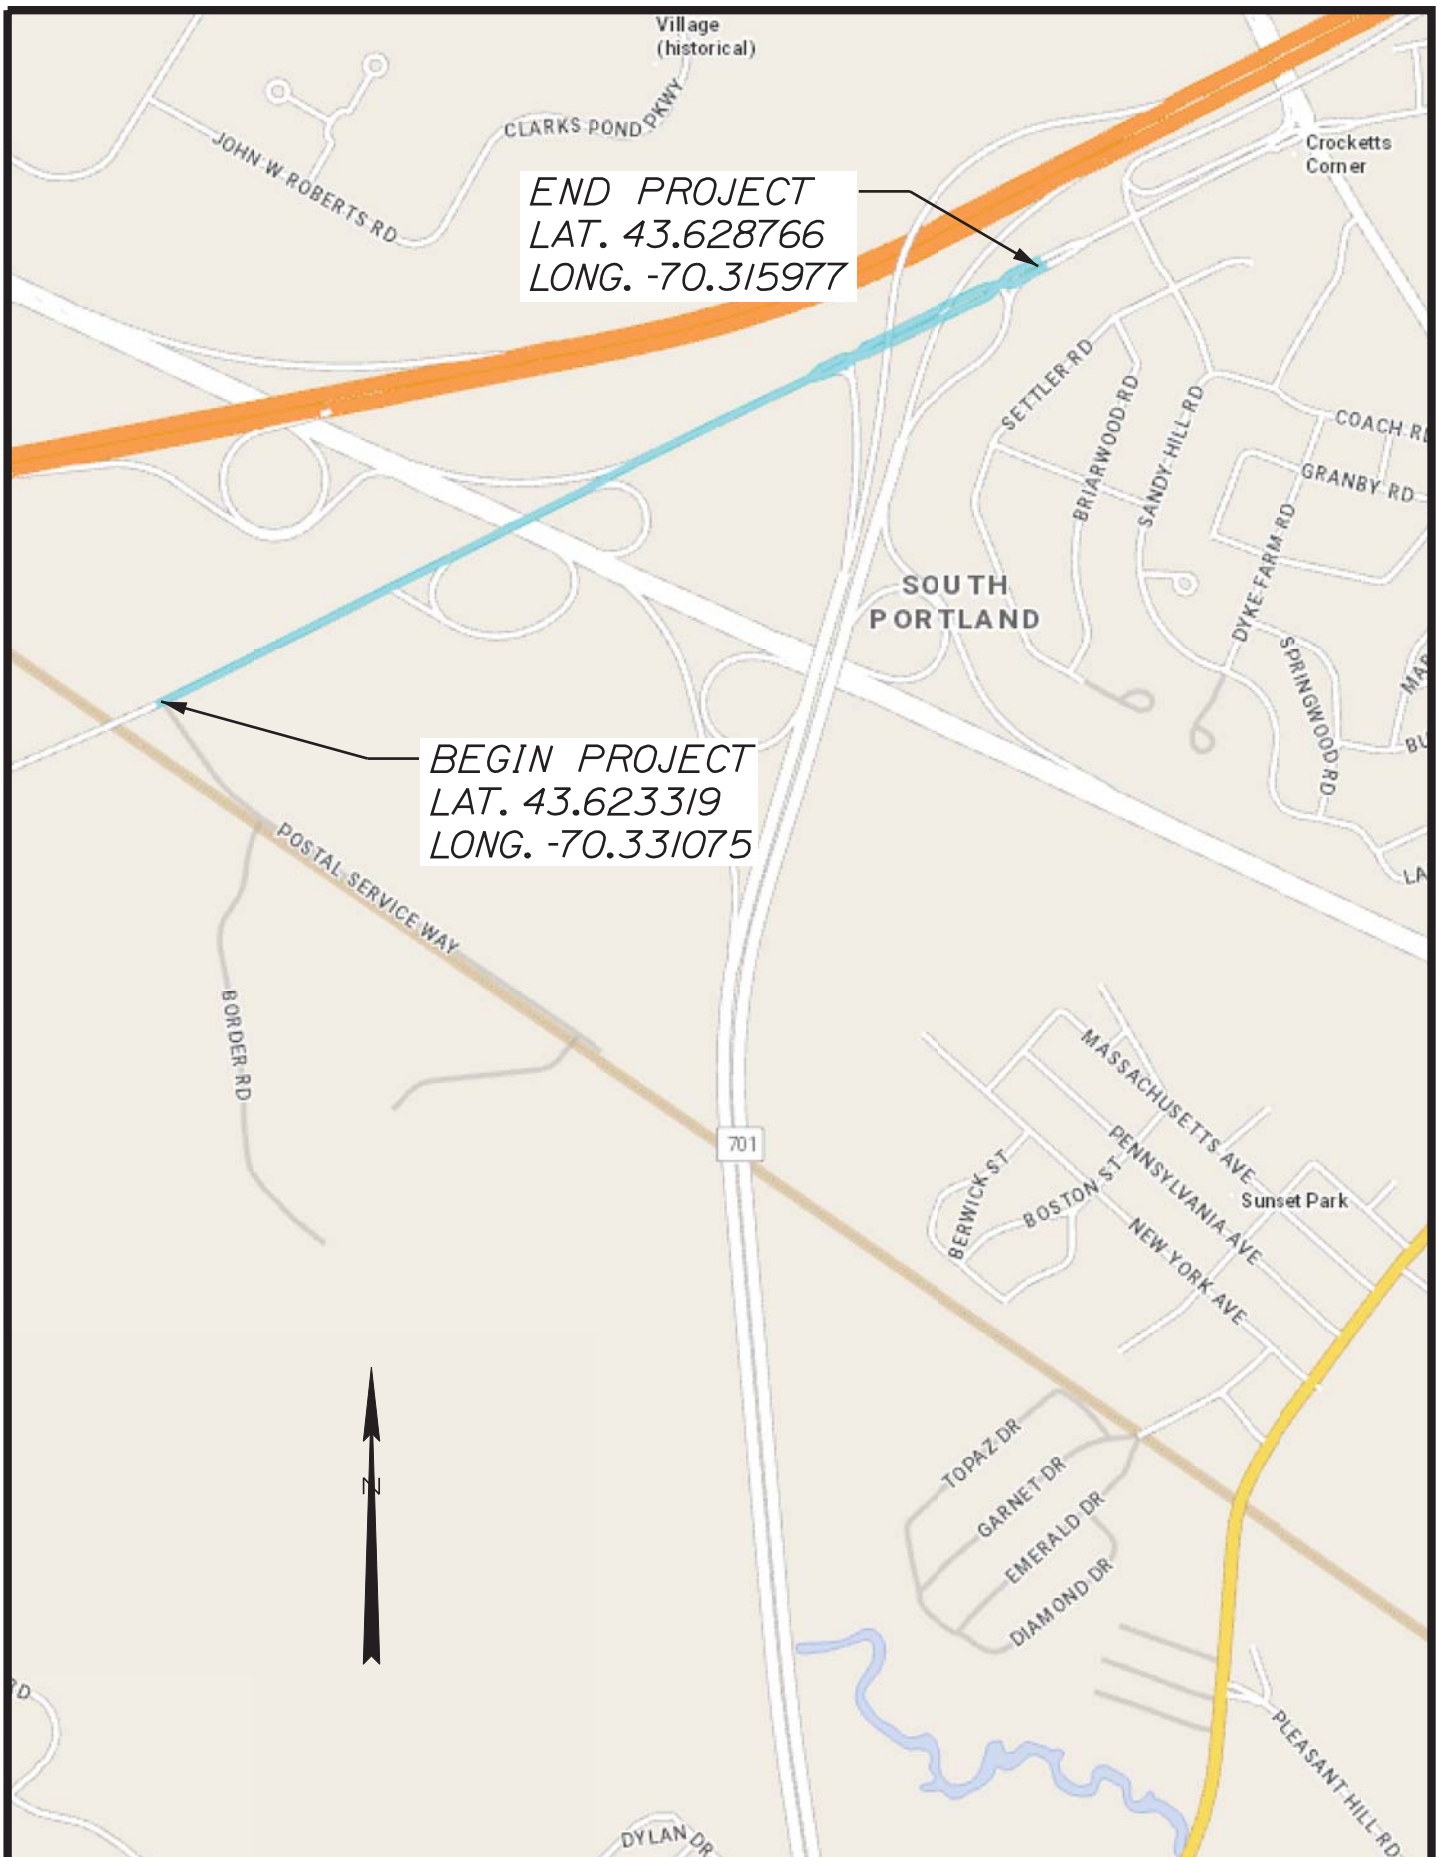 Village
(historical)
CLARKS POND PKWY
JOHN W ROBERTS RD
Crocketts
Corner
END PROJECT
LAT. 43.628766
LONG. -70.315977
SETTLER RD
BRIARWOOD RD
SANDY HILL RD
COACH RD
GRANBY RD
DYKE FARM RD
SOUTH
PORTLAND
SPRINGWOOD RD
MAR
BU
LA
BEGIN PROJECT
LAT. 43.623319
LONG. -70.331075
POSTAL SERVICE WAY
BORDER RD
701
MASSACHUSETTS AVE
PENNSYLVANIA AVE
NEW YORK AVE
BERWICK ST
BOSTON ST
Sunset Park
N
TOPAZ DR
GARNET DR
EMERALD DR
DIAMOND DR
RD
PLEASANT HILL RD
DYLAN DR